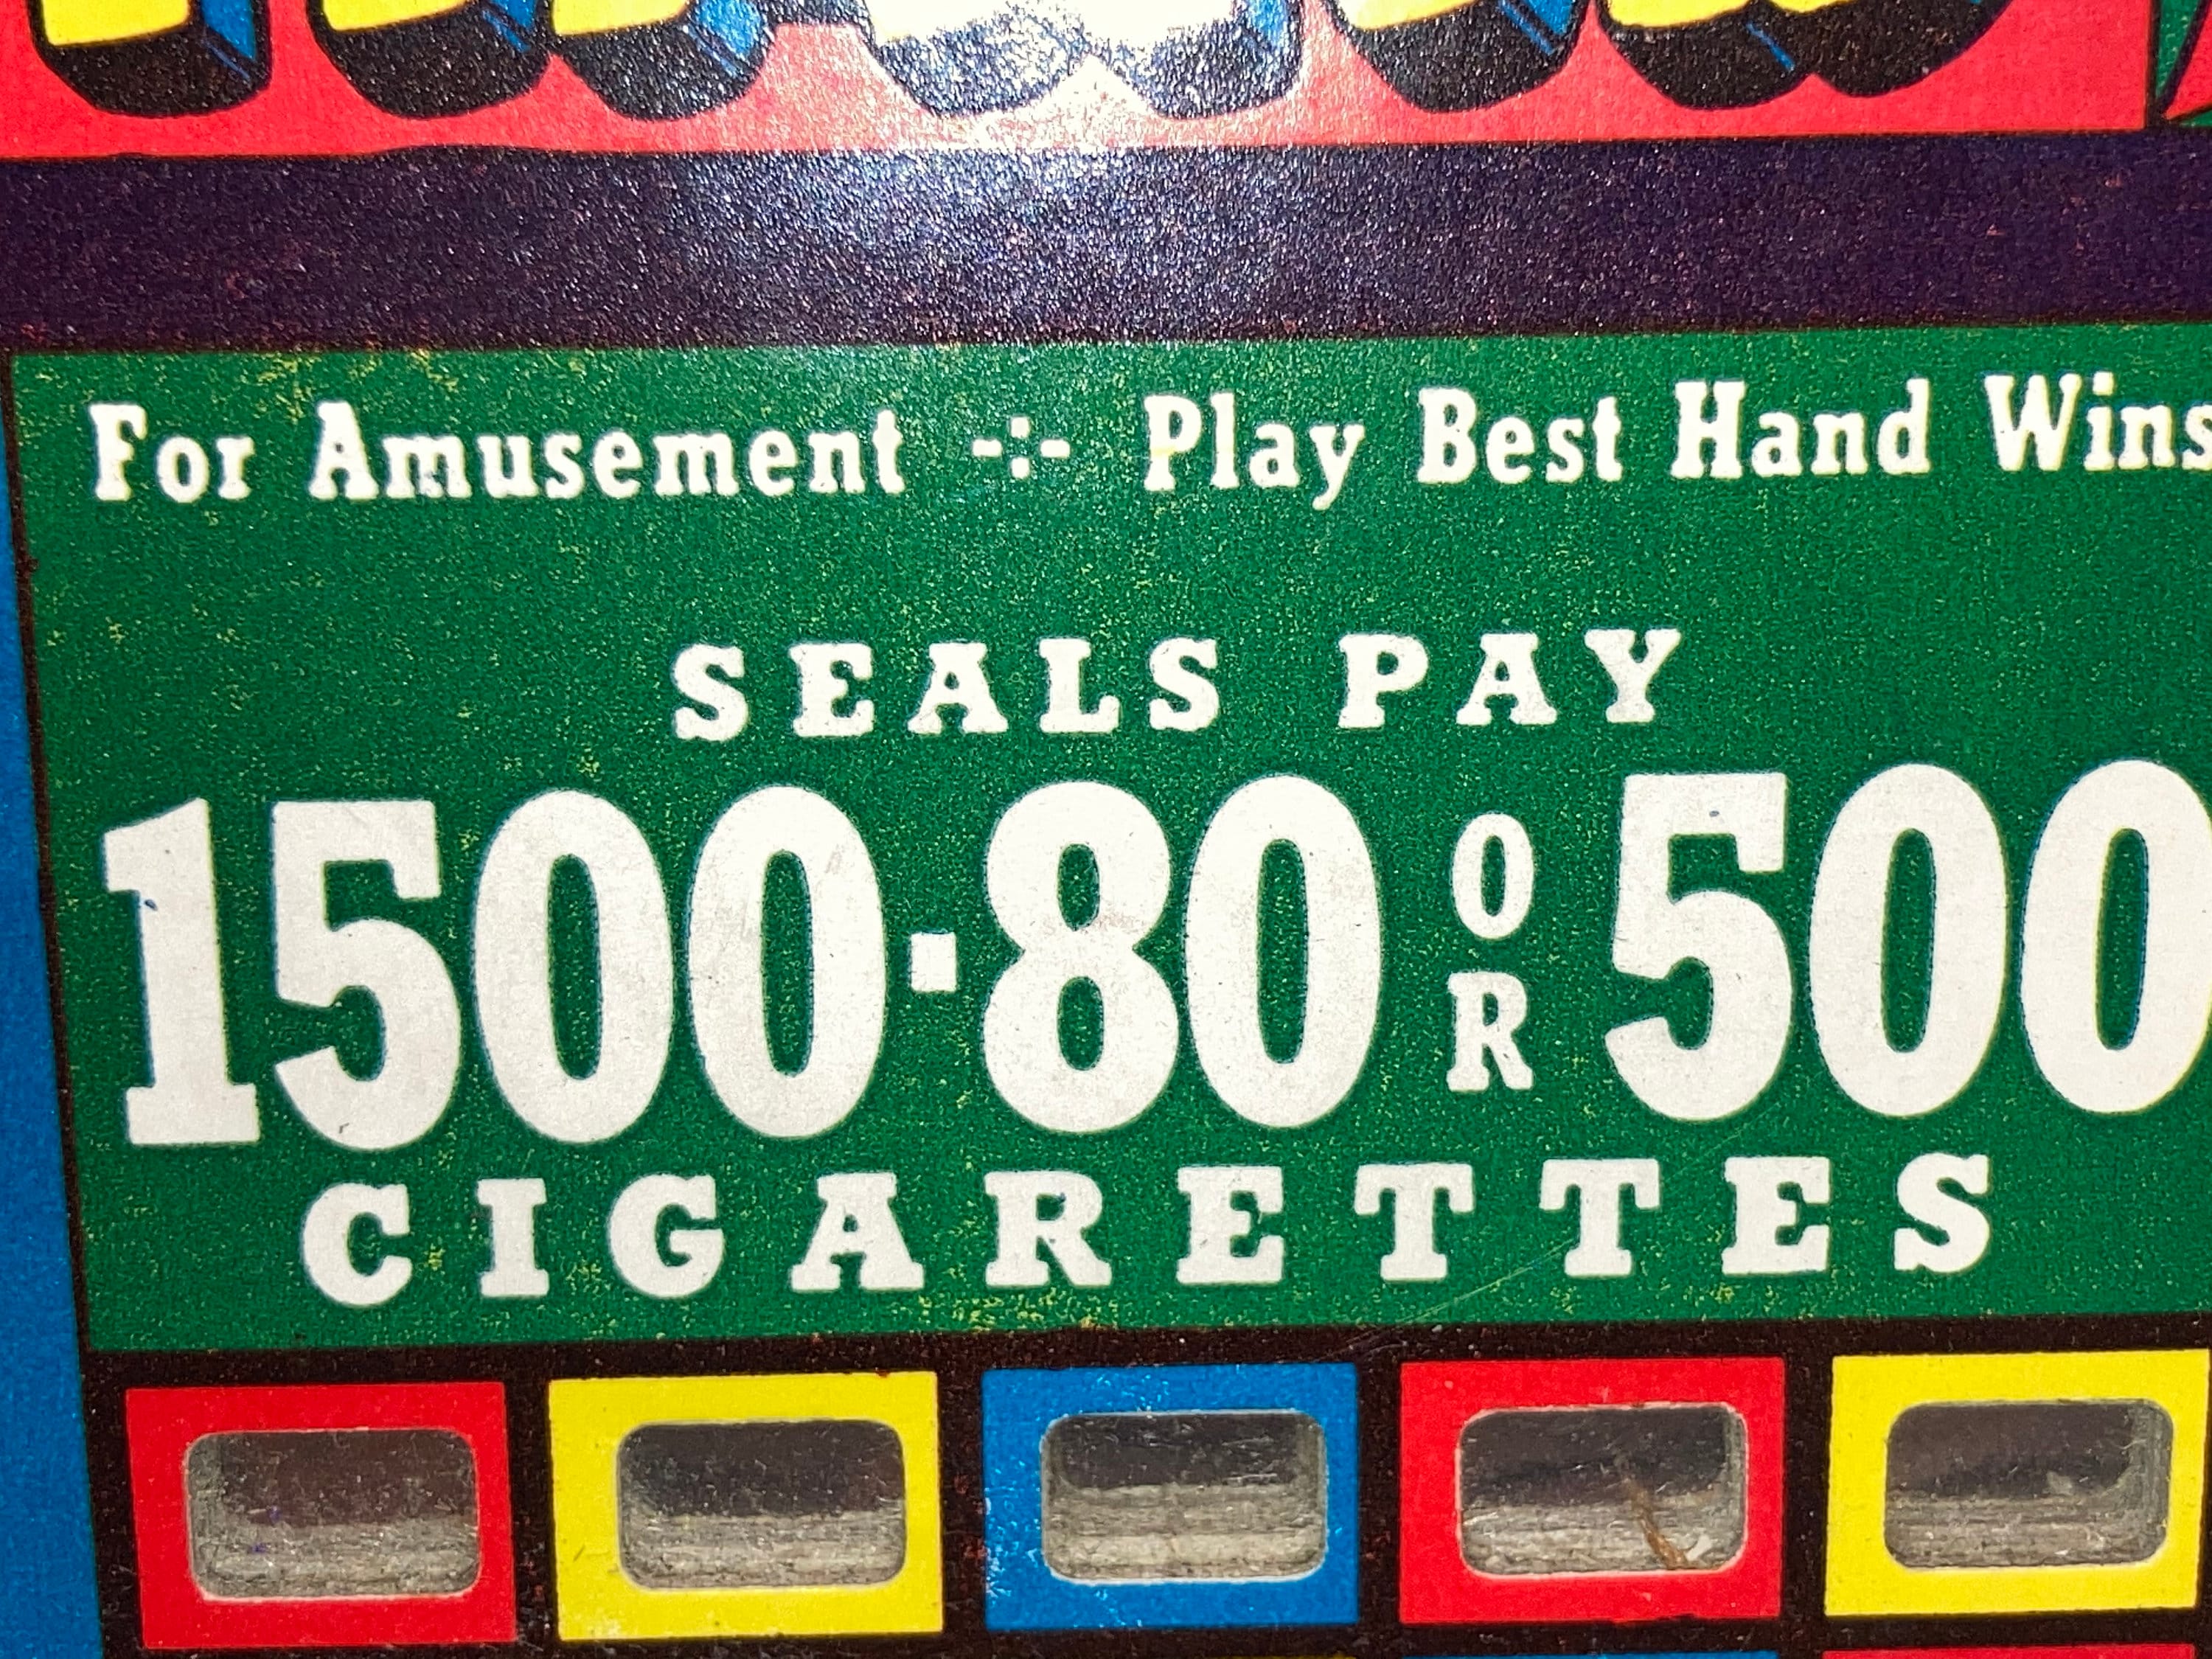 For Amusement -:- Play Best Hand Wins
SEALS PAY
1500·80 OR 500
CIGARETTES